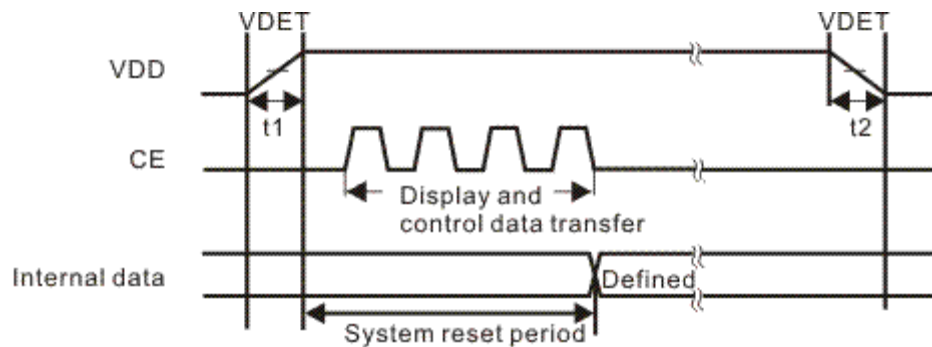 VDET
VDET
VDD
t1
t2
CE
Display and
control data transfer
Internal data
Defined
System reset period